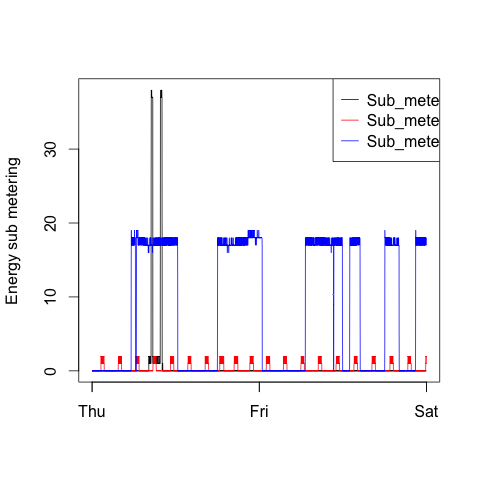 Energy sub metering
30
20
10
0
Sub_mete
Sub_mete
Sub_mete
Thu Fri Sat